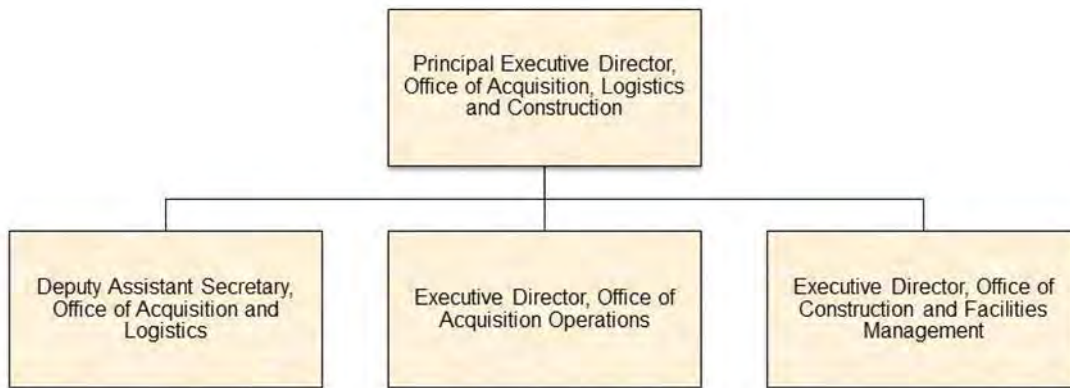 Principal Executive Director,
Office of Acquisition, Logistics
and Construction
Deputy Assistant Secretary,
Office of Acquisition and
Logistics
Executive Director, Office of
Acquisition Operations
Executive Director, Office of
Construction and Facilities
Management